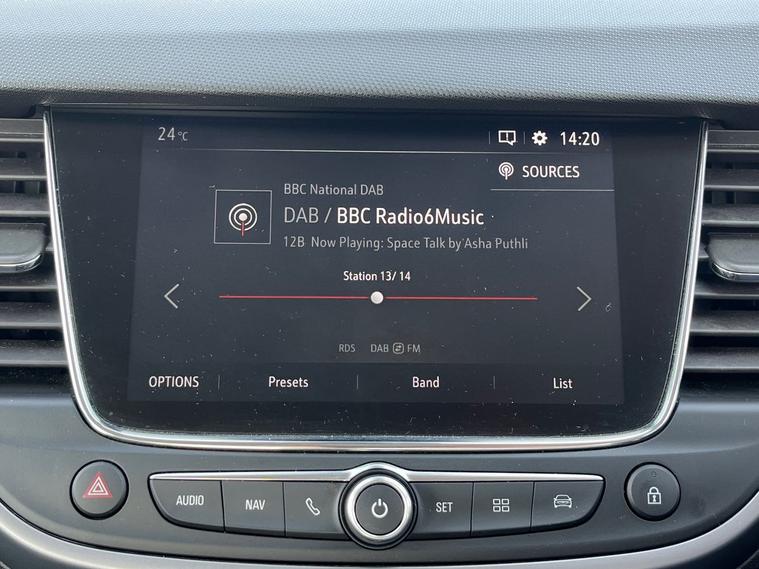 24°C
14:20
SOURCES
BBC National DAB
DAB / BBC Radio6Music
12B Now Playing: Space Talk by Asha Puthli
Station 13/ 14
RDS DAB FM
OPTIONS Presets Band List
AUDIO NAV SET